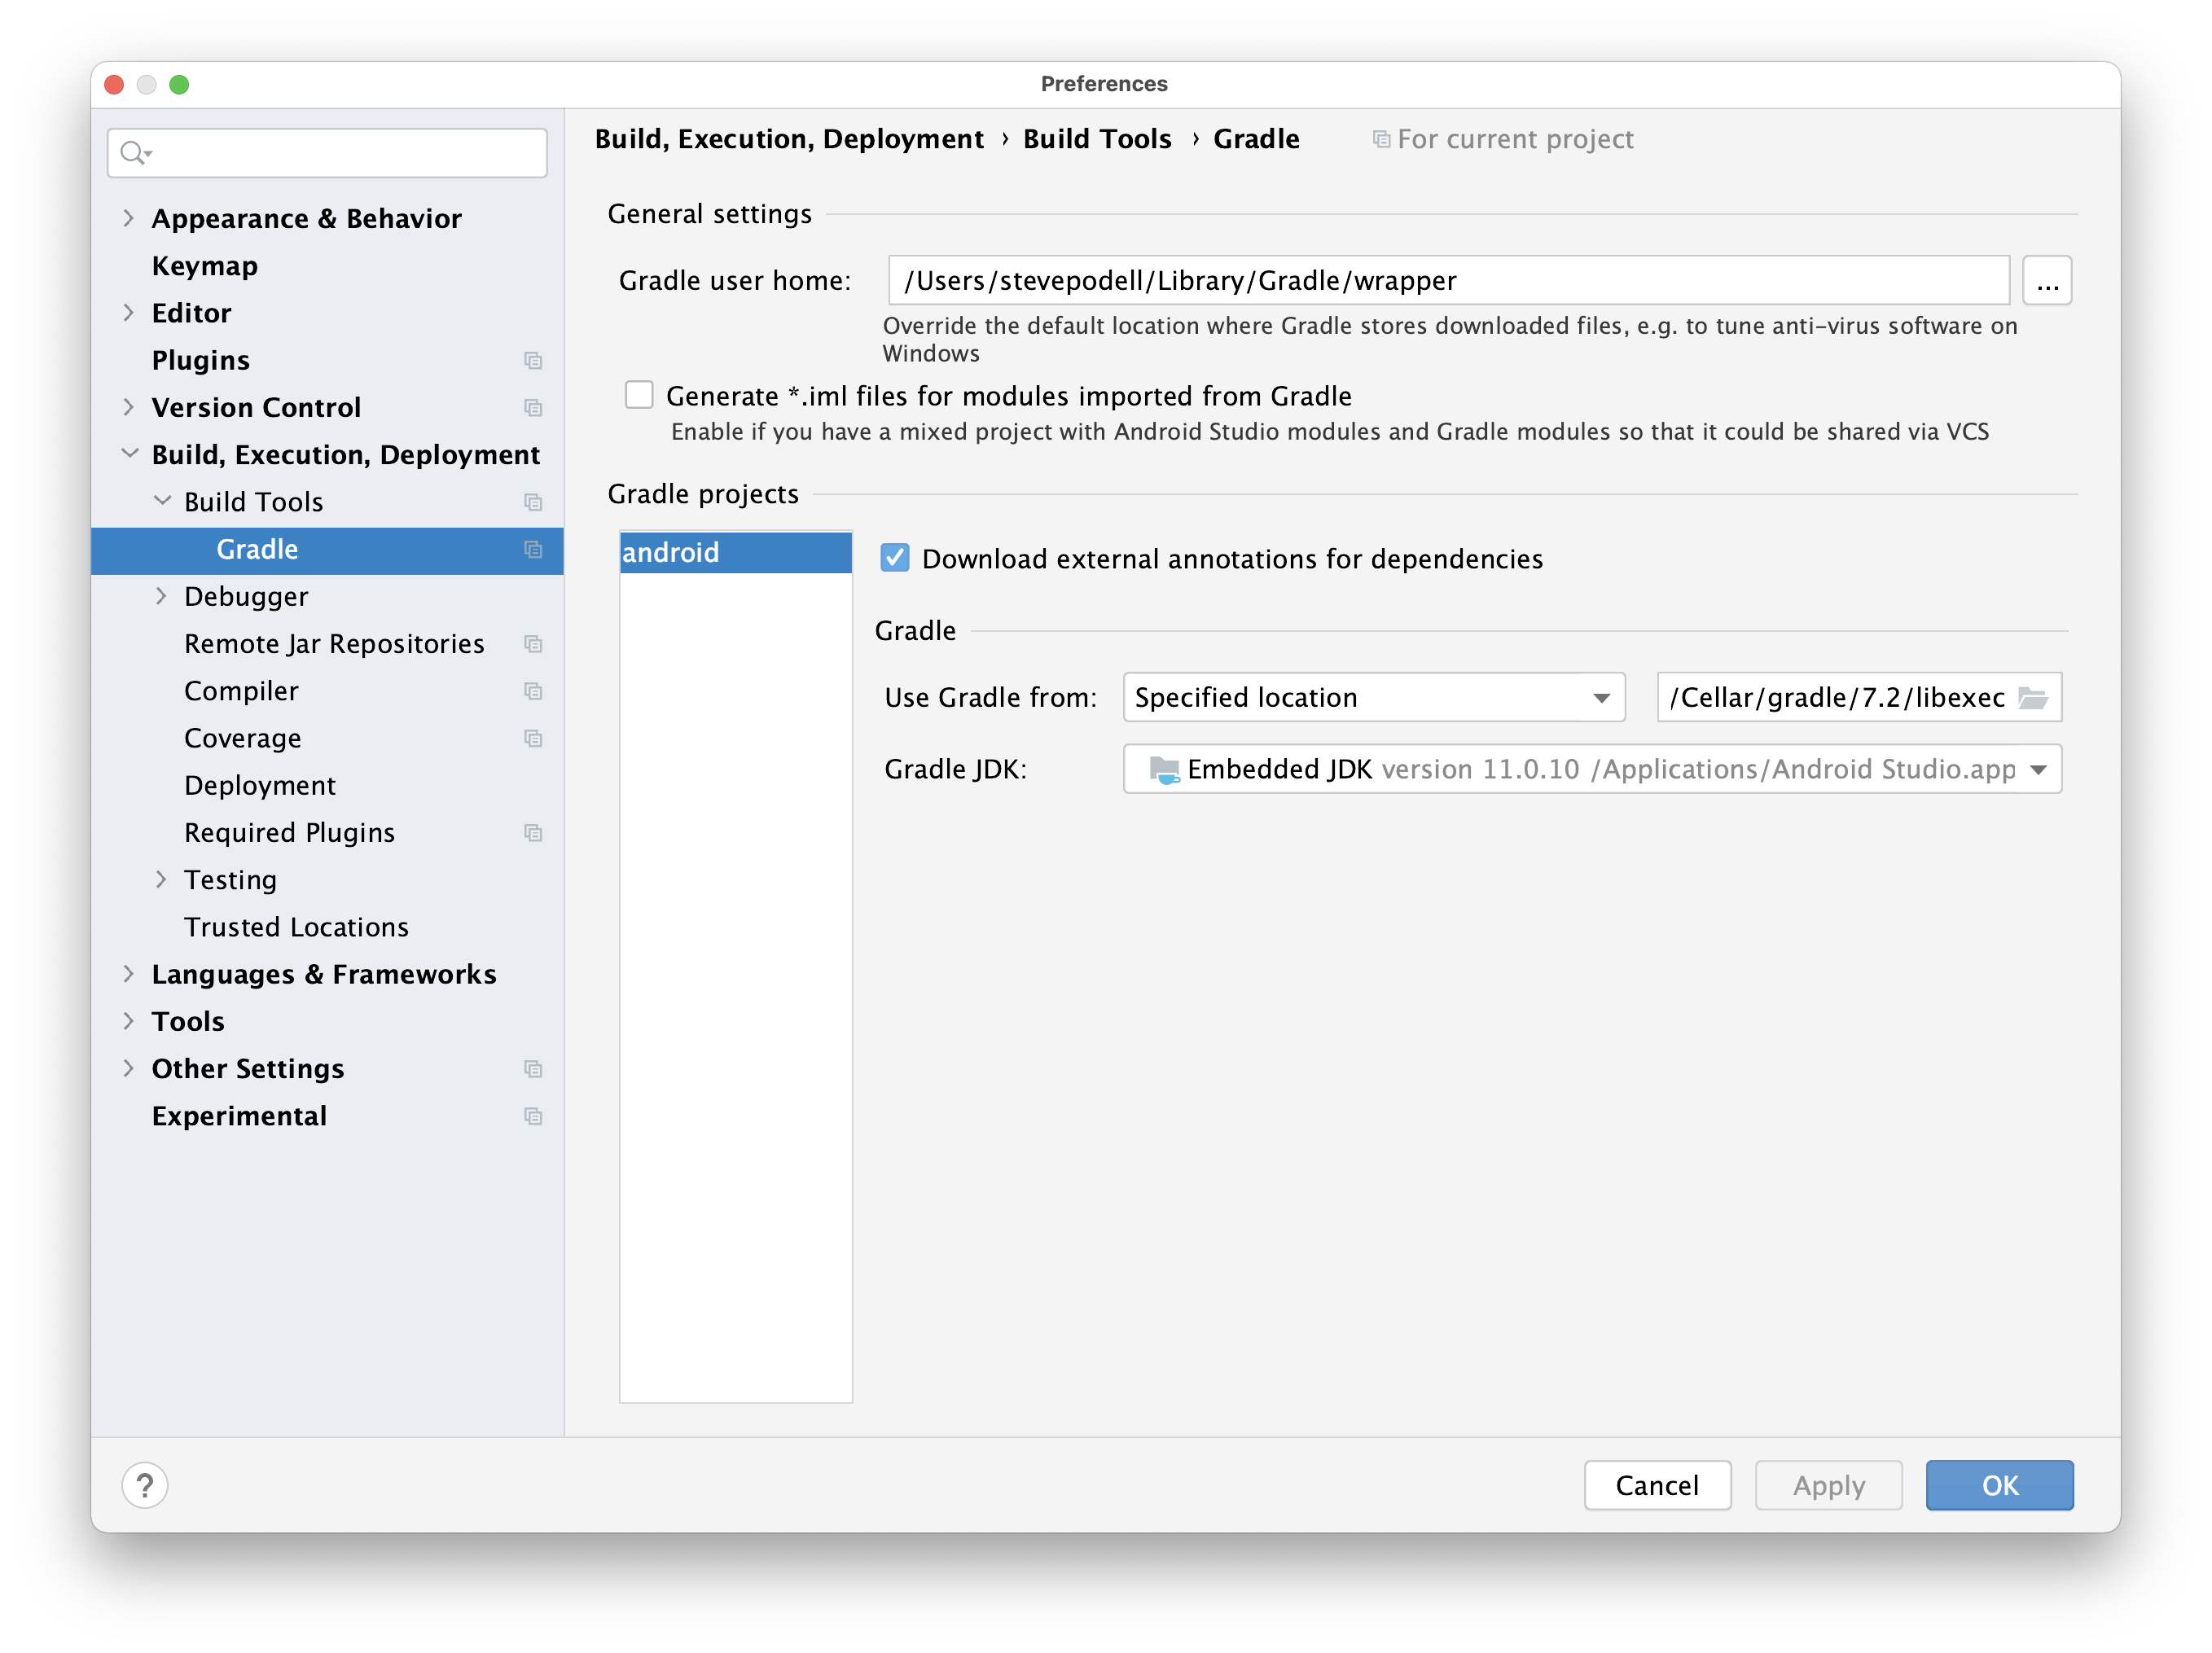 Preferences
Appearance & Behavior
Keymap
Editor
Plugins
Version Control
Build, Execution, Deployment
Build Tools
Gradle
Debugger
Remote Jar Repositories
Compiler
Coverage
Deployment
Required Plugins
Testing
Trusted Locations
Languages & Frameworks
Tools
Other Settings
Experimental
Build, Execution, Deployment › Build Tools › Gradle For current project
General settings
Gradle user home: /Users/stevepodell/Library/Gradle/wrapper ...
Override the default location where Gradle stores downloaded files, e.g. to tune anti-virus software on
Windows
Generate *.iml files for modules imported from Gradle
Enable if you have a mixed project with Android Studio modules and Gradle modules so that it could be shared via VCS
Gradle projects
android
Download external annotations for dependencies
Gradle
Use Gradle from: Specified location /Cellar/gradle/7.2/libexec
Gradle JDK: Embedded JDK version 11.0.10 /Applications/Android Studio.app
? Cancel Apply OK